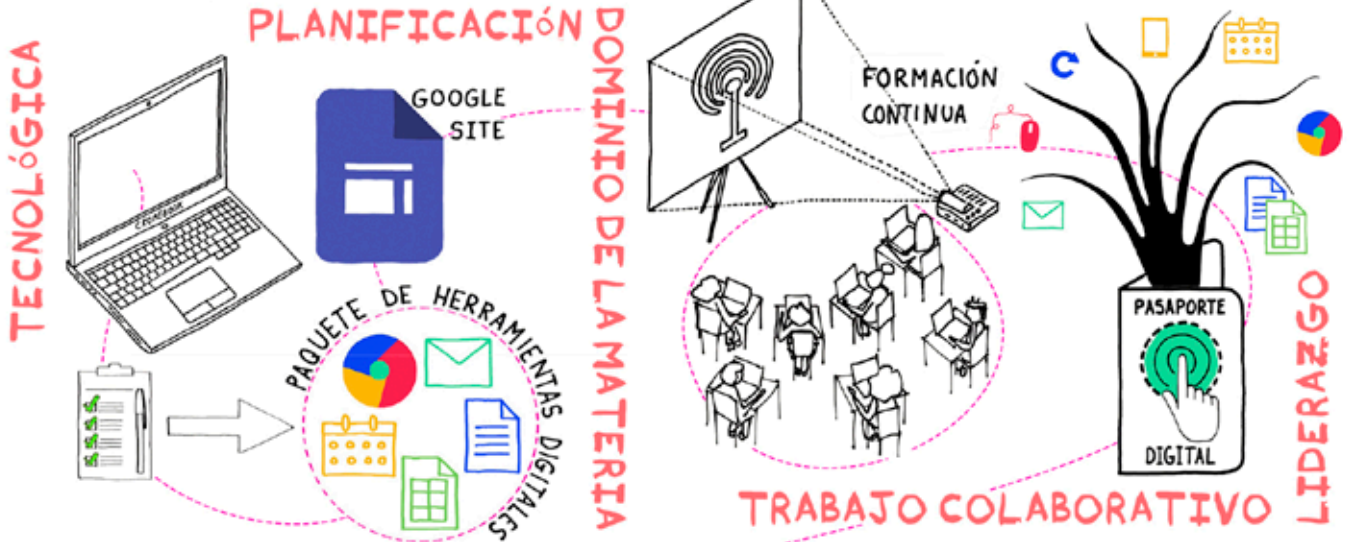 TECNOLÓGICA
PLANIFICACIÓN
GOOGLE
SITE
PAQUETE DE HERRAMIENTAS DIGITALES
DOMINIO DE LA MATERIA
FORMACIÓN
CONTINUA
PASAPORTE
DIGITAL
TRABAJO COLABORATIVO
LIDERAZGO